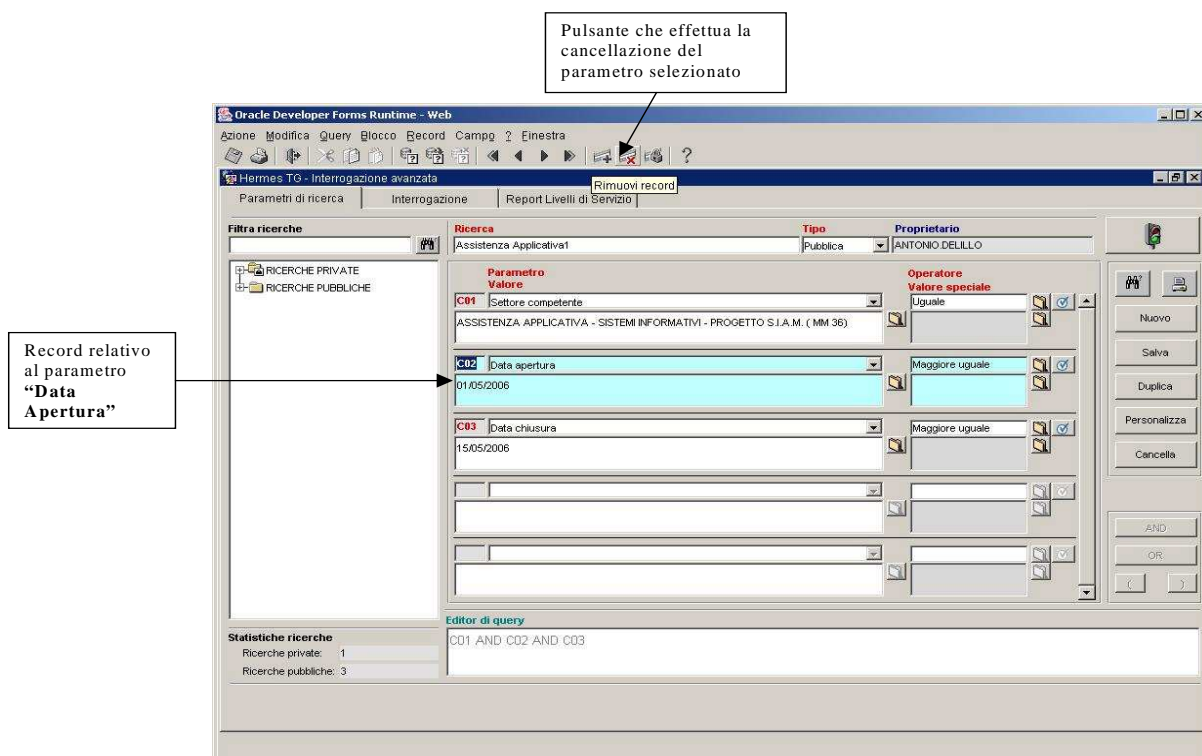 Pulsante che effettua la
cancellazione del
parametro selezionato
Oracle Developer Forms Runtime - Web
Azione Modifica Query Blocco Record Campo ? Finestra
Hermes TG - Interrogazione avanzata
Rimuovi record
Parametri di ricerca Interrogazione Report Livelli di Servizio
Filtra ricerche
Ricerca Tipo Proprietario
Assistenza Applicativa1 Pubblica ANTONIO.DELILLO
RICERCHE PRIVATE
RICERCHE PUBBLICHE
Parametro Operatore
Valore Valore speciale
C01 Settore competente Uguale
ASSISTENZA APPLICATIVA - SISTEMI INFORMATIVI - PROGETTO S.I.A.M. ( MM 36)
C02 Data apertura Maggiore uguale
01/05/2006
C03 Data chiusura Maggiore uguale
15/05/2006
Nuovo
Salva
Duplica
Personalizza
Cancella
AND
OR
( )
Record relativo
al parametro
“Data
Apertura”
Editor di query
C01 AND C02 AND C03
Statistiche ricerche
Ricerche private: 1
Ricerche pubbliche: 3